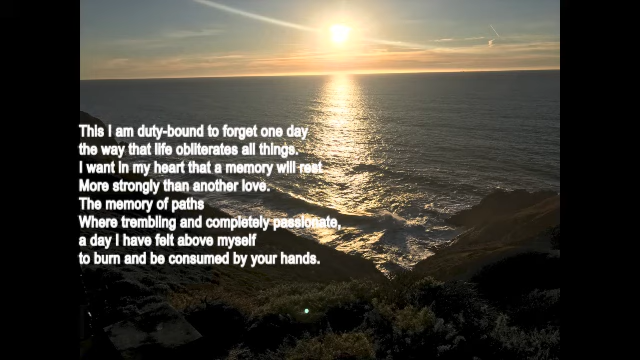 This I am duty-bound to forget one day
the way that life obliterates all things.
I want in my heart that a memory will rest
More strongly than another love.
The memory of paths
Where trembling and completely passionate,
a day I have felt above myself
to burn and be consumed by your hands.